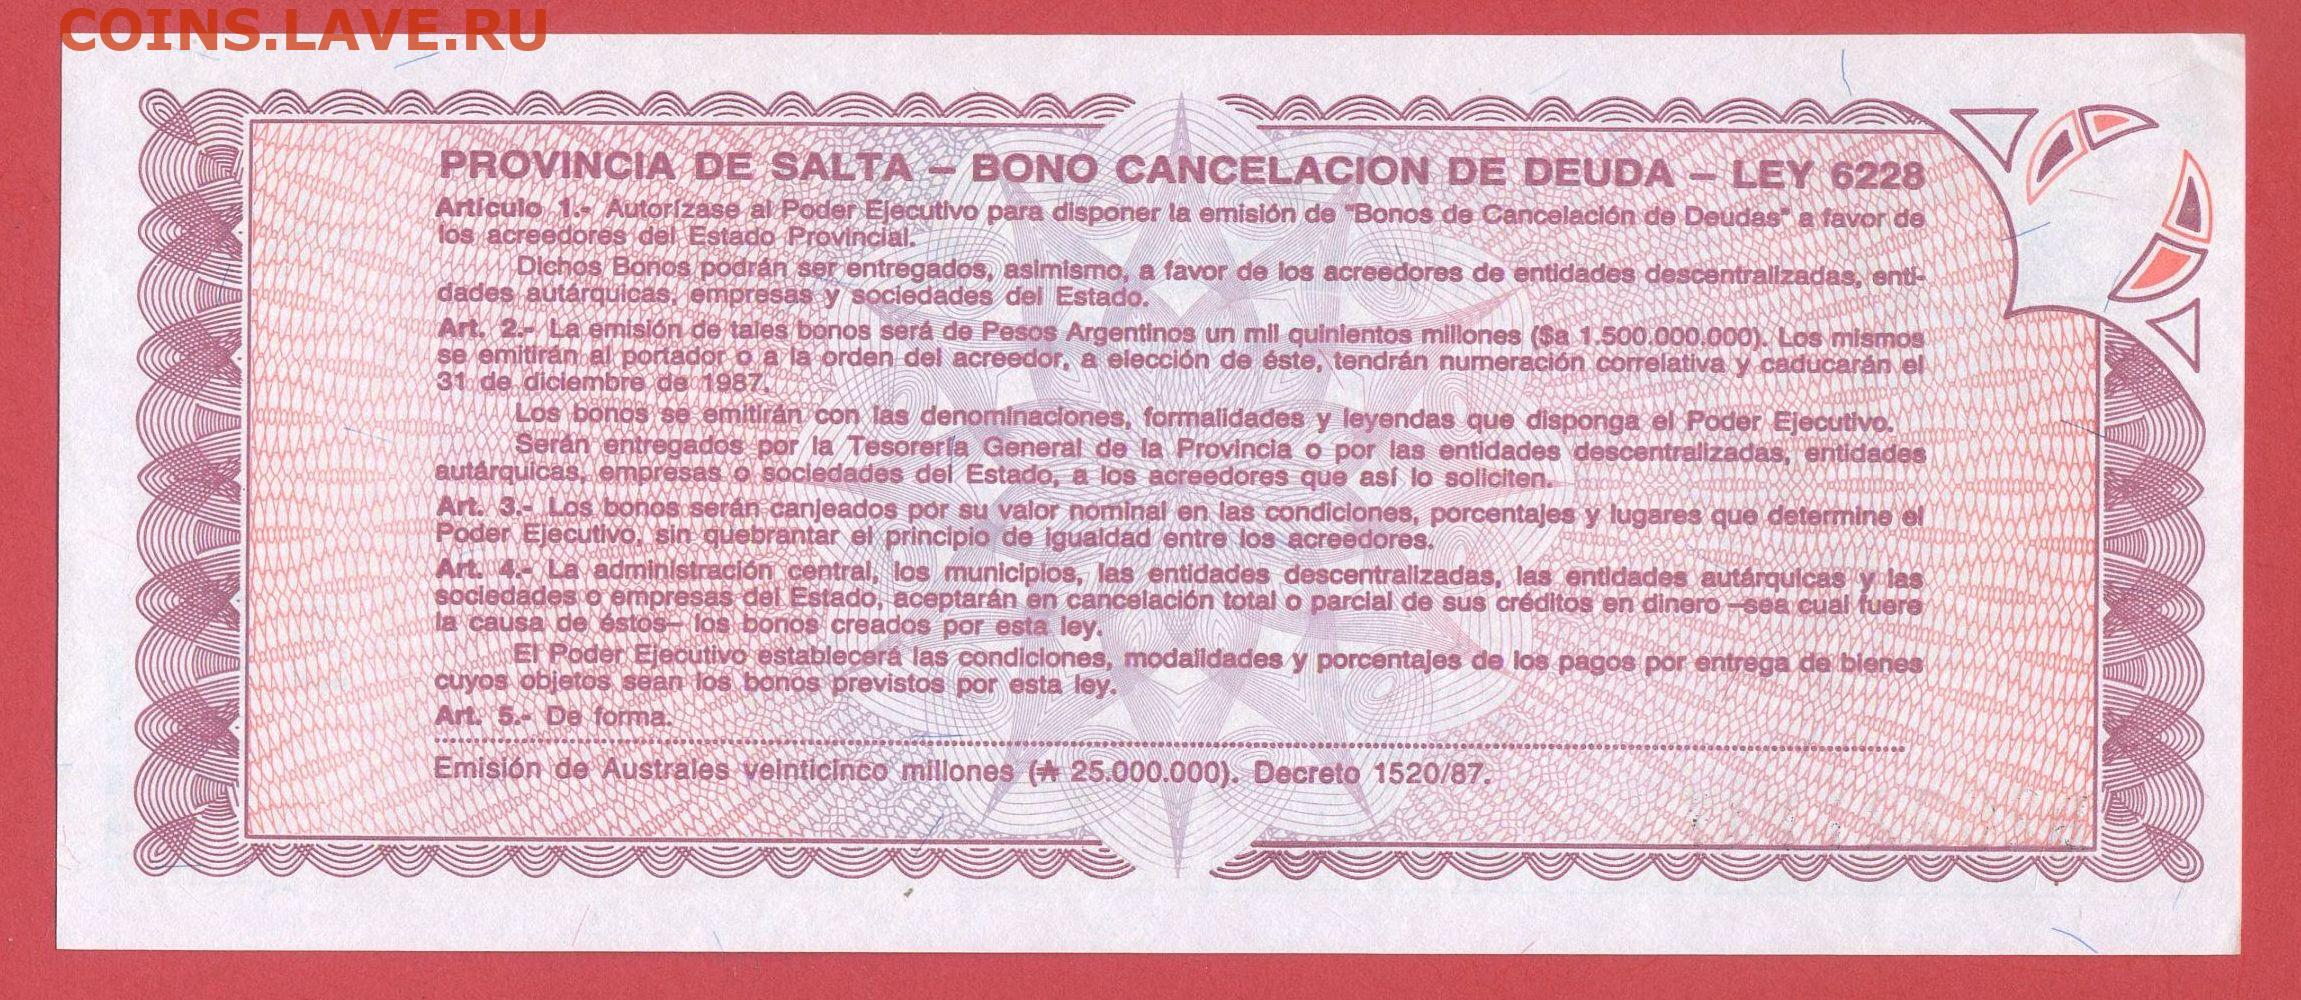 COINS.LAVE.RU
PROVINCIA DE SALTA – BONO CANCELACION DE DEUDA – LEY 6228
Artículo 1.- Autorízase al Poder Ejecutivo para disponer la emisión de "Bonos de Cancelación de Deudas" a favor de
los acreedores del Estado Provincial.
Dichos Bonos podrán ser entregados, asimismo, a favor de los acreedores de entidades descentralizadas, enti-
dades autárquicas, empresas y sociedades del Estado.
Art. 2.- La emisión de tales bonos será de Pesos Argentinos un mil quinientos millones ($a 1.500.000.000). Los mismos
se emitirán al portador o a la orden del acreedor, a elección de éste, tendrán numeración correlativa y caducarán el
31 de diciembre de 1987.
Los bonos se emitirán con las denominaciones, formalidades y leyendas que disponga el Poder Ejecutivo.
Serán entregados por la Tesorería General de la Provincia o por las entidades descentralizadas, entidades
autárquicas, empresas o sociedades del Estado, a los acreedores que así lo soliciten.
Art. 3.- Los bonos serán canjeados por su valor nominal en las condiciones, porcentajes y lugares que determine el
Poder Ejecutivo, sin quebrantar el principio de igualdad entre los acreedores.
Art. 4.- La administración central, los municipios, las entidades descentralizadas, las entidades autárquicas y las
sociedades o empresas del Estado, aceptarán en cancelación total o parcial de sus créditos en dinero –sea cual fuere
la causa de éstos– los bonos creados por esta ley.
El Poder Ejecutivo establecerá las condiciones, modalidades y porcentajes de los pagos por entrega de bienes
cuyos objetos sean los bonos previstos por esta ley.
Art. 5.- De forma.
Emisión de Australes veinticinco millones (₳ 25.000.000). Decreto 1520/87.